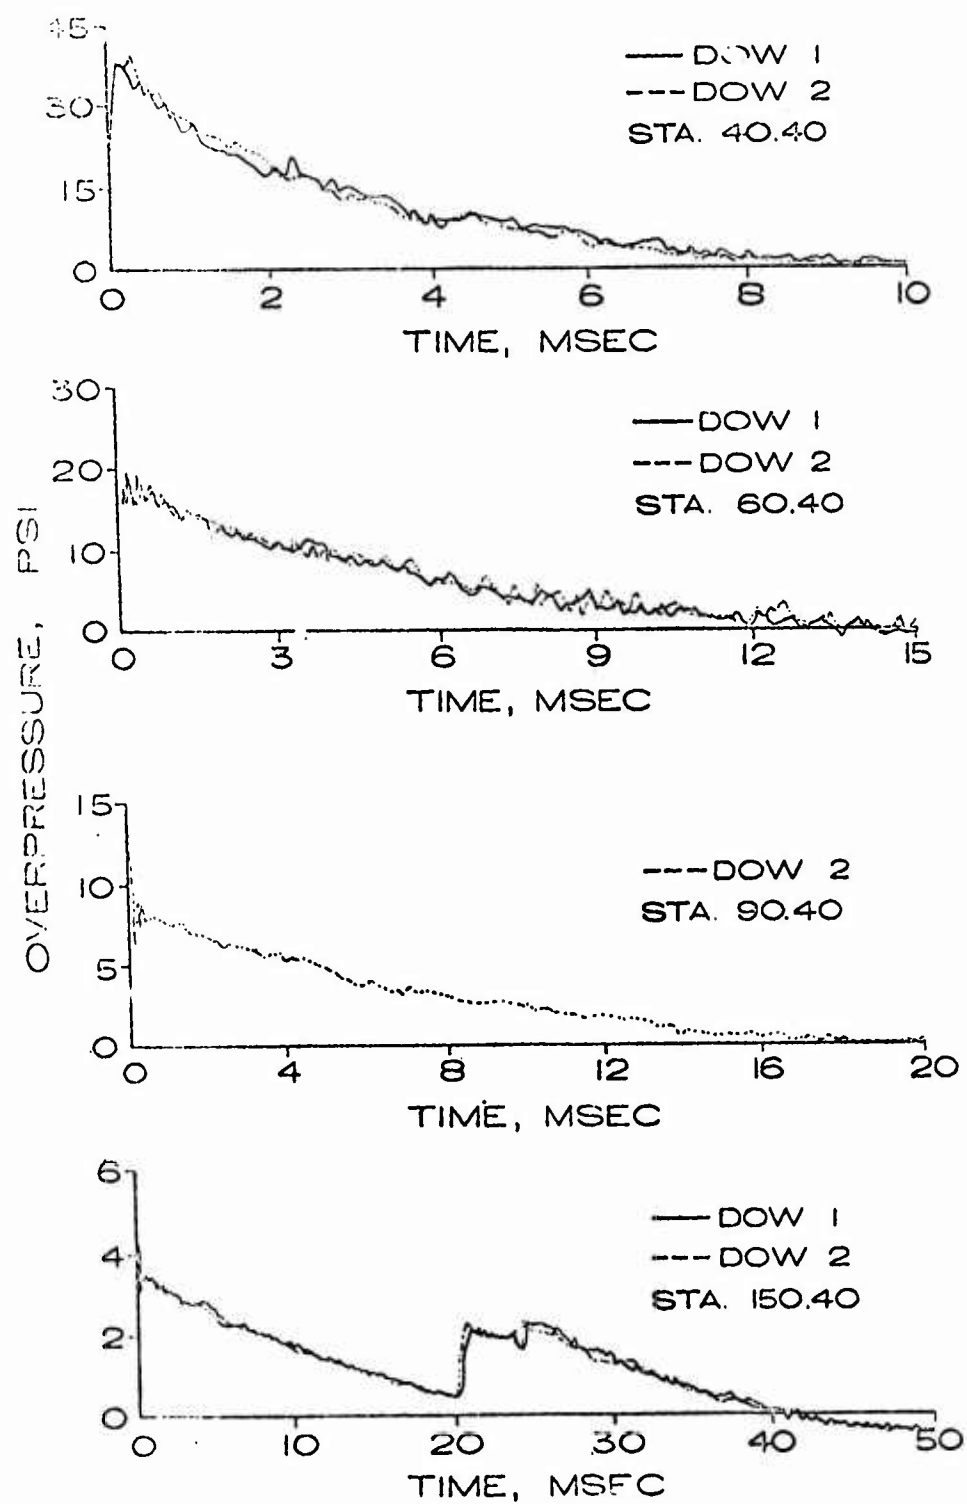 OVERPRESSURE, PSI
45
30
15
0
DOW 1
DOW 2
STA. 40.40
0 2 4 6 8 10
TIME, MSEC
30
20
10
0
DOW 1
DOW 2
STA. 60.40
0 3 6 9 12 15
TIME, MSEC
15
10
5
0
DOW 2
STA. 90.40
0 4 8 12 16 20
TIME, MSEC
6
4
2
0
DOW 1
DOW 2
STA. 150.40
0 10 20 30 40 50
TIME, MSEC